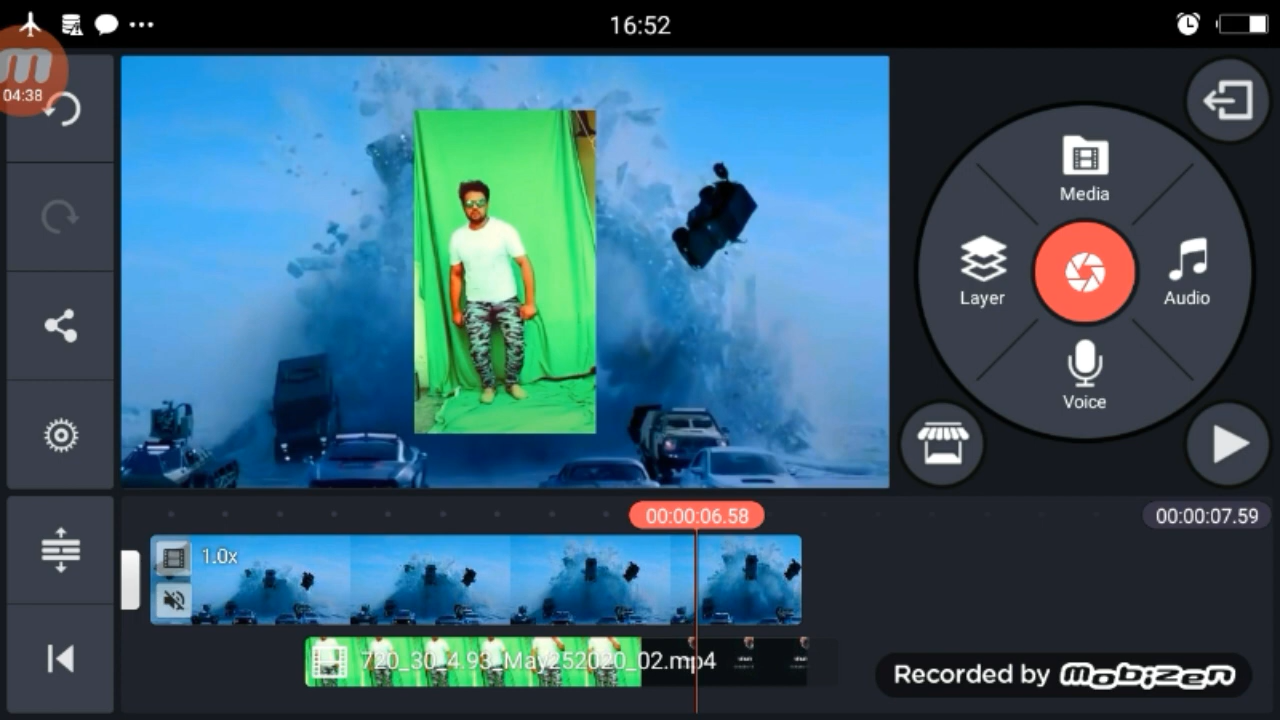 16:52
04:38
Media
Layer
Audio
Voice
00:00:06.58
00:00:07.59
1.0x
720_30_4.93_May252020_02.mp4
Recorded by mobizen